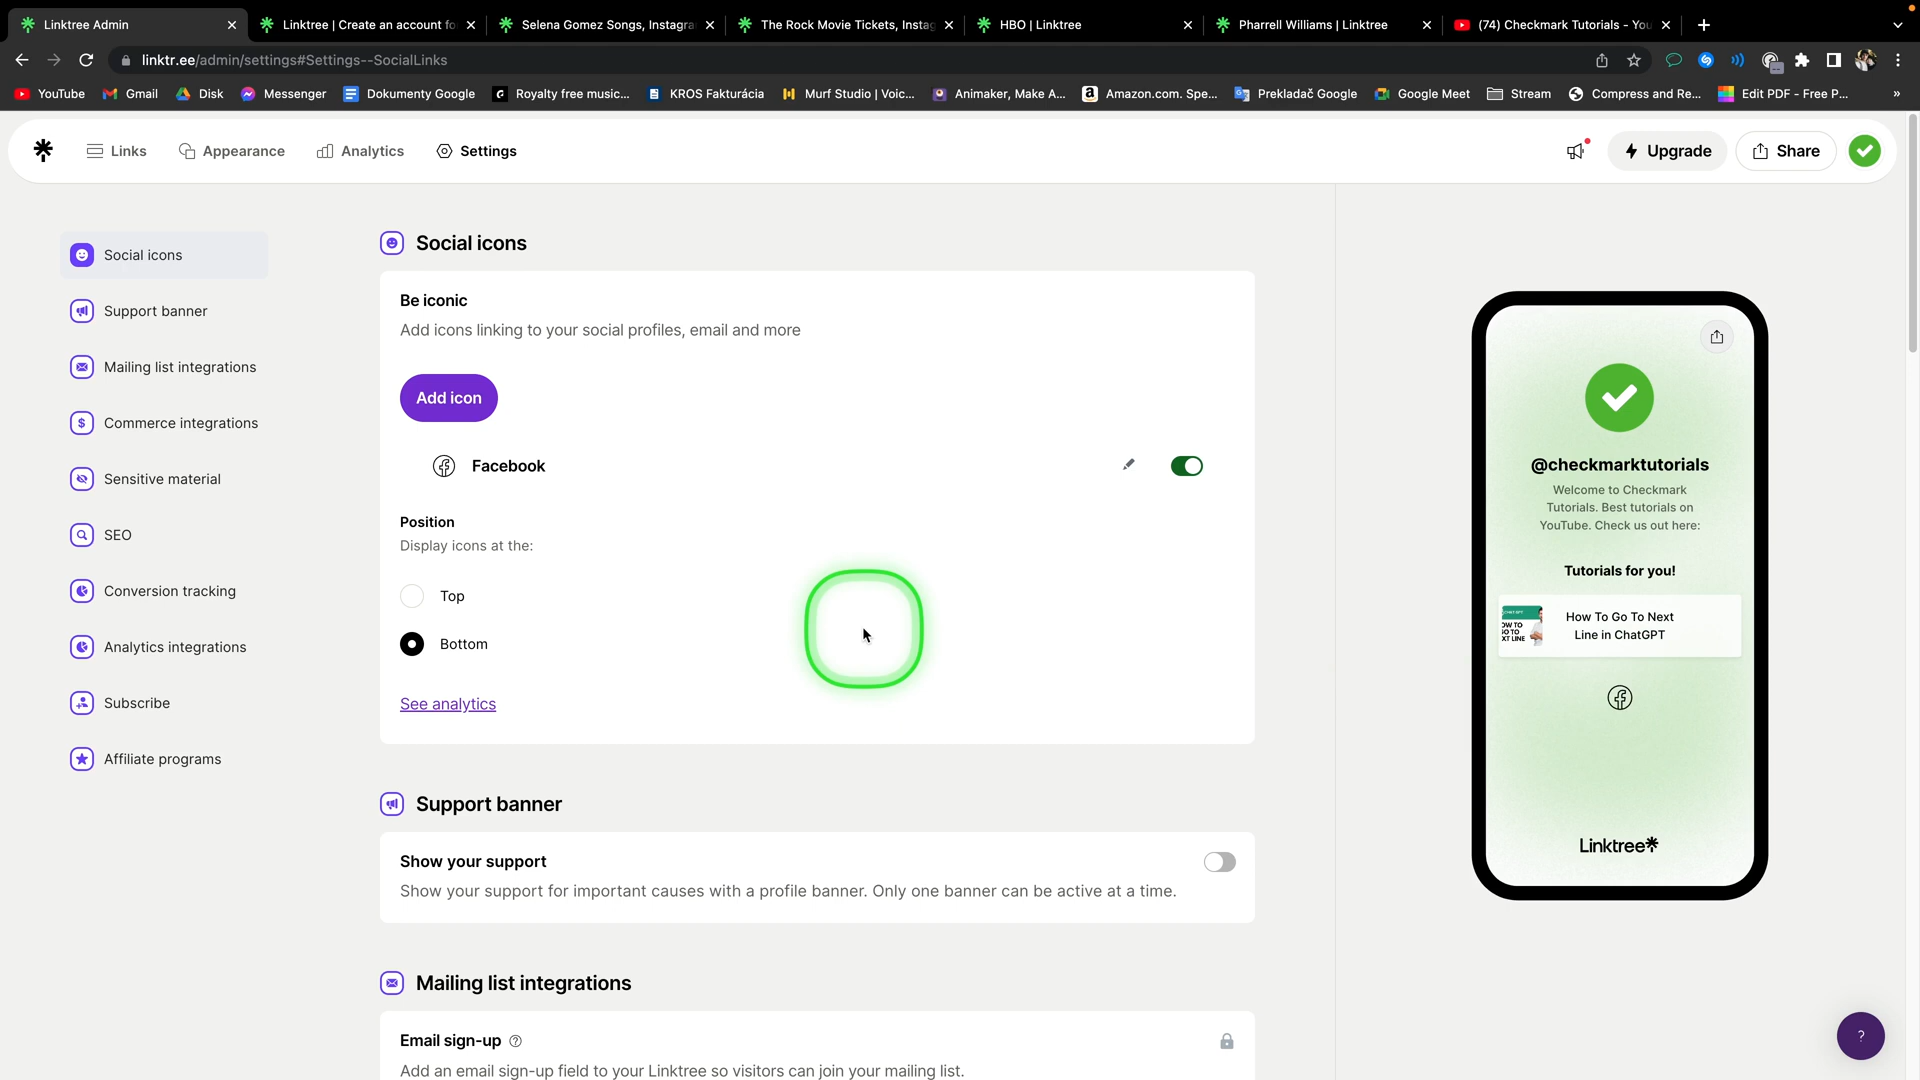 Linktree Admin
Linktree | Create an account fo
Selena Gomez Songs, Instagra
The Rock Movie Tickets, Instag
HBO | Linktree
Pharrell Williams | Linktree
(74) Checkmark Tutorials - You
linktr.ee/admin/settings#Settings--SocialLinks
YouTube
Gmail
Disk
Messenger
Dokumenty Google
Royalty free music...
KROS Fakturácia
Murf Studio | Voic...
Animaker, Make A...
Amazon.com. Spe...
Prekladač Google
Google Meet
Stream
Compress and Re...
Edit PDF - Free P...
»
Links
Appearance
Analytics
Settings
Upgrade
Share
Social icons
Support banner
Mailing list integrations
Commerce integrations
Sensitive material
SEO
Conversion tracking
Analytics integrations
Subscribe
Affiliate programs
Social icons
Be iconic
Add icons linking to your social profiles, email and more
Add icon
Facebook
Position
Display icons at the:
Top
Bottom
See analytics
Support banner
Show your support
Show your support for important causes with a profile banner. Only one banner can be active at a time.
Mailing list integrations
Email sign-up ?
Add an email sign-up field to your Linktree so visitors can join your mailing list.
@checkmarktutorials
Welcome to Checkmark
Tutorials. Best tutorials on
YouTube. Check us out here:
Tutorials for you!
How To Go To Next
Line in ChatGPT
Linktree
?